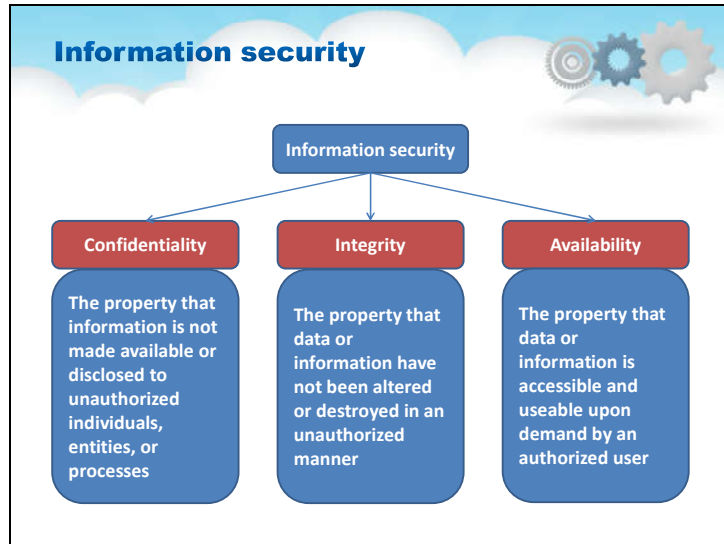 Information security
Information security
Confidentiality
The property that
information is not
made available or
disclosed to
unauthorized
individuals,
entities, or
processes
Integrity
The property that
data or
information have
not been altered
or destroyed in an
unauthorized
manner
Availability
The property that
data or
information is
accessible and
useable upon
demand by an
authorized user